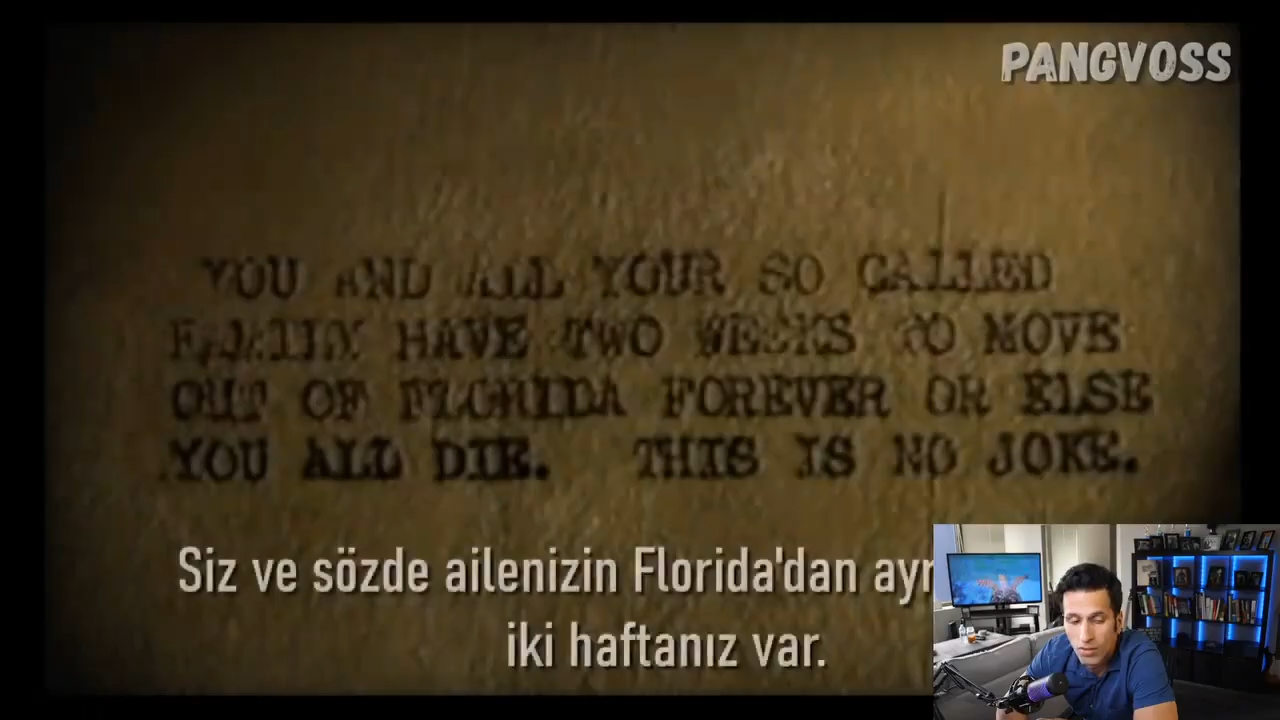 PANGVOSS
YOU AND ALL YOUR SO CALLED
FAMILY HAVE TWO WEEKS TO MOVE
OUT OF FLORIDA FOREVER OR ELSE
YOU ALL DIE. THIS IS NO JOKE.
Siz ve sözde ailenizin Florida'dan
iki haftanız var.